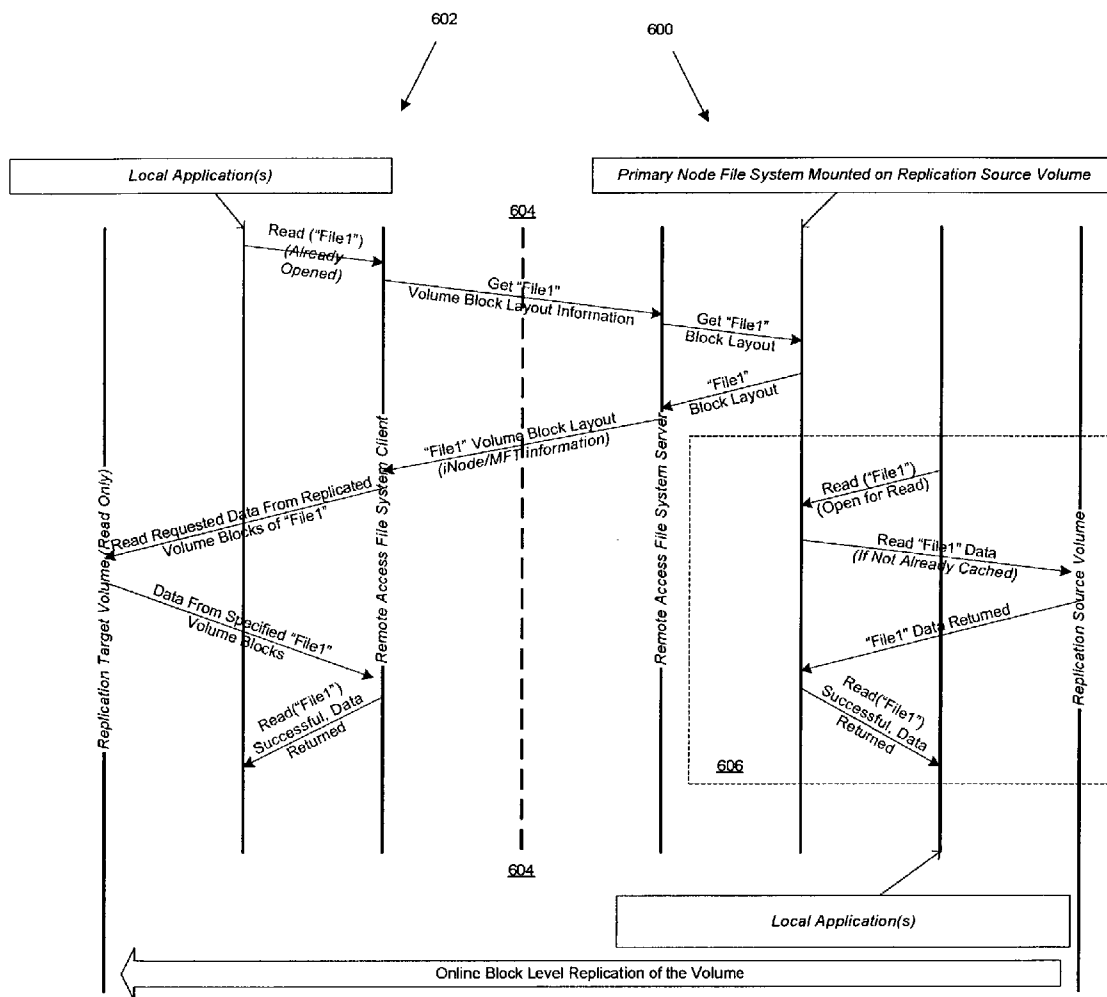 602
600
Local Application(s)
Primary Node File System Mounted on Replication Source Volume
604
Read ("File1")
(Already
Opened)
Get "File1"
Volume Block Layout Information
Get "File1"
Block Layout
"File1"
Block Layout
"File1" Volume Block Layout
(iNode/MFT information)
Read Requested Data From Replicated
Volume Blocks of "File1"
Data From Specified "File1"
Volume Blocks
Read("File1")
Successful, Data
Returned
Replication Target Volume (Read Only)
Remote Access File System Client
Remote Access File System Server
Read ("File1")
(Open for Read)
Read "File1" Data
(If Not Already Cached)
"File1" Data Returned
Read("File1")
Successful, Data
Returned
Replication Source Volume
606
604
Local Application(s)
Online Block Level Replication of the Volume